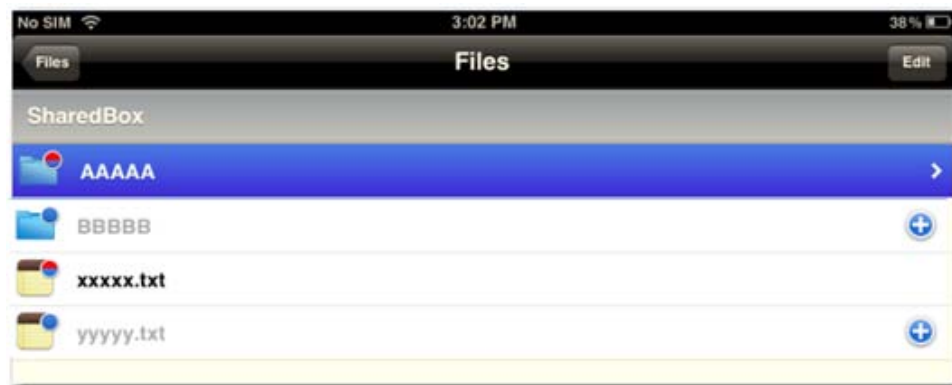 No SIM 3:02 PM 38%
Files Files Edit
SharedBox
AAAAA
BBBBB
xxxxx.txt
yyyyy.txt